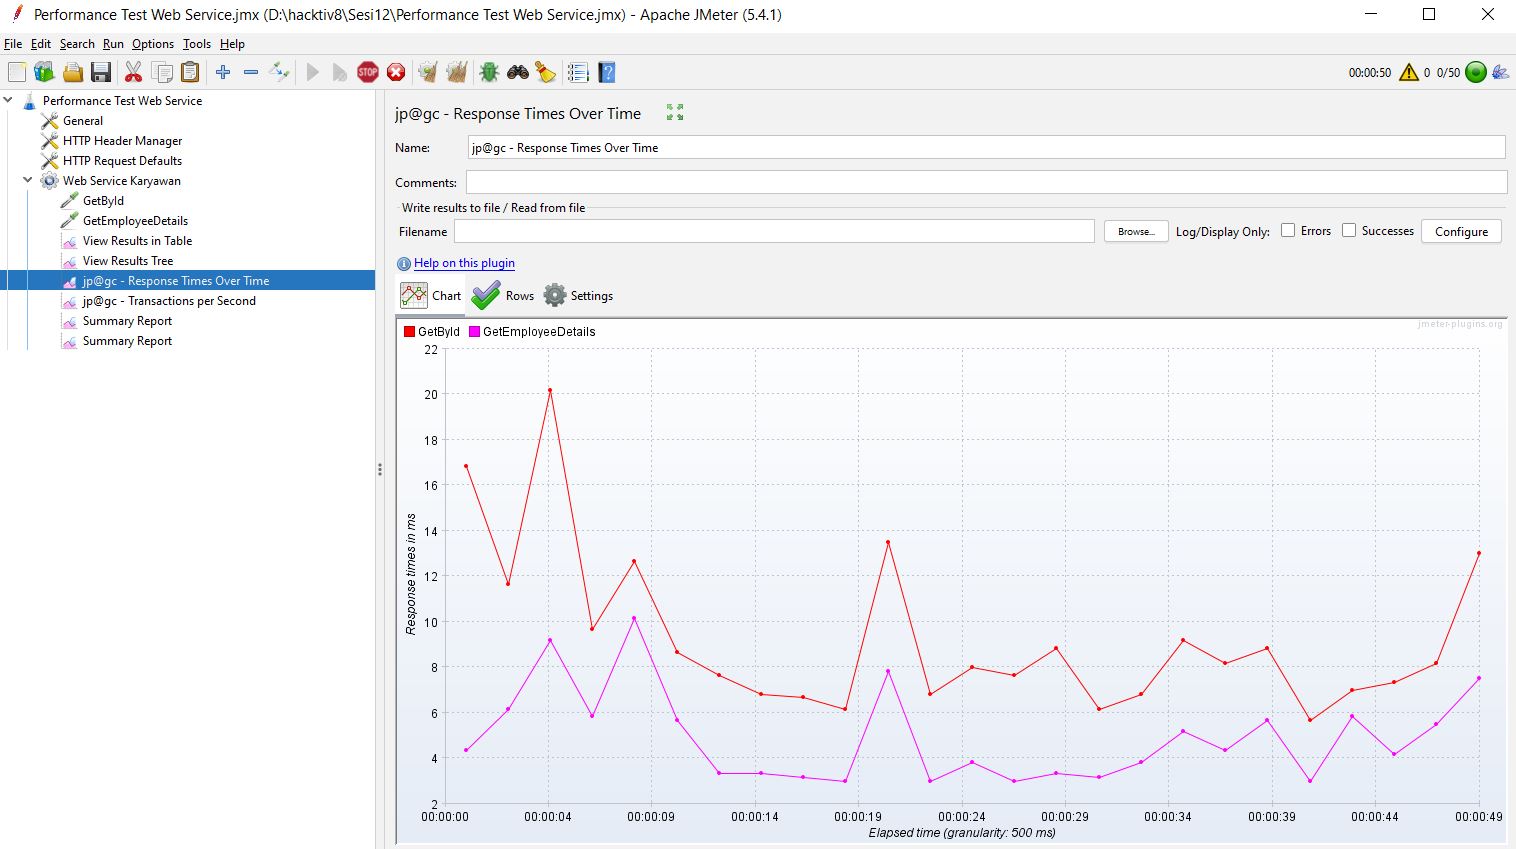 Performance Test Web Service.jmx (D:\hacktiv8\Sesi12\Performance Test Web Service.jmx) - Apache JMeter (5.4.1)
File Edit Search Run Options Tools Help
STOP
00:00:50 0 0/50
Performance Test Web Service
General
HTTP Header Manager
HTTP Request Defaults
Web Service Karyawan
GetById
GetEmployeeDetails
View Results in Table
View Results Tree
jp@gc - Response Times Over Time
jp@gc - Transactions per Second
Summary Report
Summary Report
jp@gc - Response Times Over Time
Name: jp@gc - Response Times Over Time
Comments:
Write results to file / Read from file
Filename Browse... Log/Display Only: Errors Successes Configure
Help on this plugin
Chart Rows Settings
GetById GetEmployeeDetails
jmeter-plugins.org
22
20
18
16
14
12
10
8
6
4
2
Response times in ms
00:00:00 00:00:04 00:00:09 00:00:14 00:00:19 00:00:24 00:00:29 00:00:34 00:00:39 00:00:44 00:00:49
Elapsed time (granularity: 500 ms)